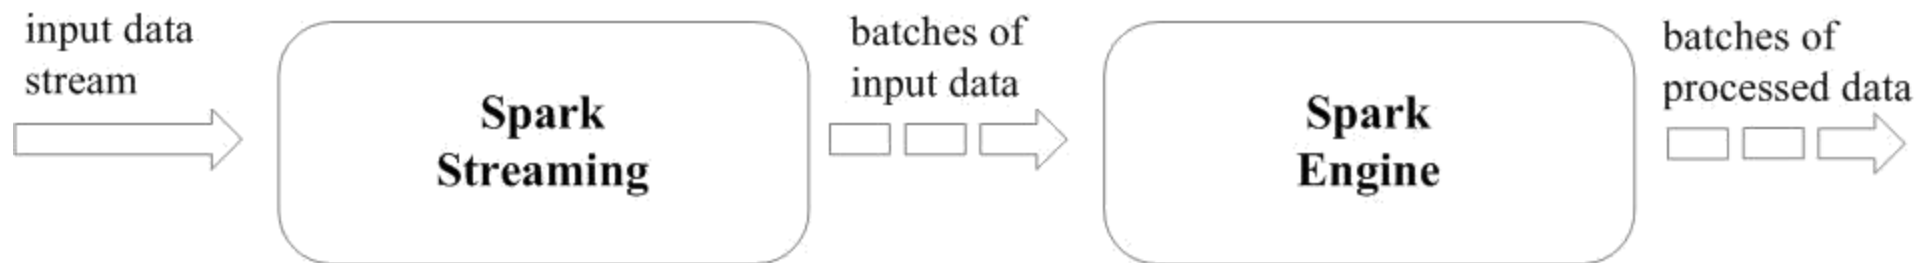 input data
stream
Spark
Streaming
batches of
input data
Spark
Engine
batches of
processed data